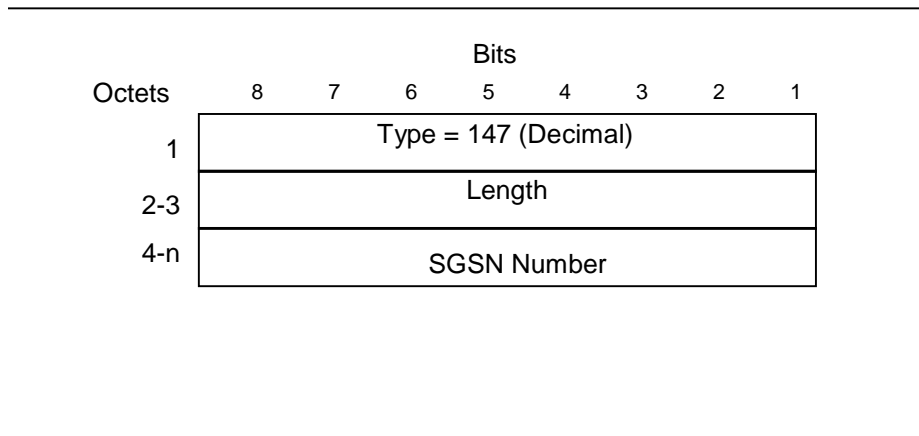 Bits
Octets 8 7 6 5 4 3 2 1
1 Type = 147 (Decimal)
2-3 Length
4-n SGSN Number